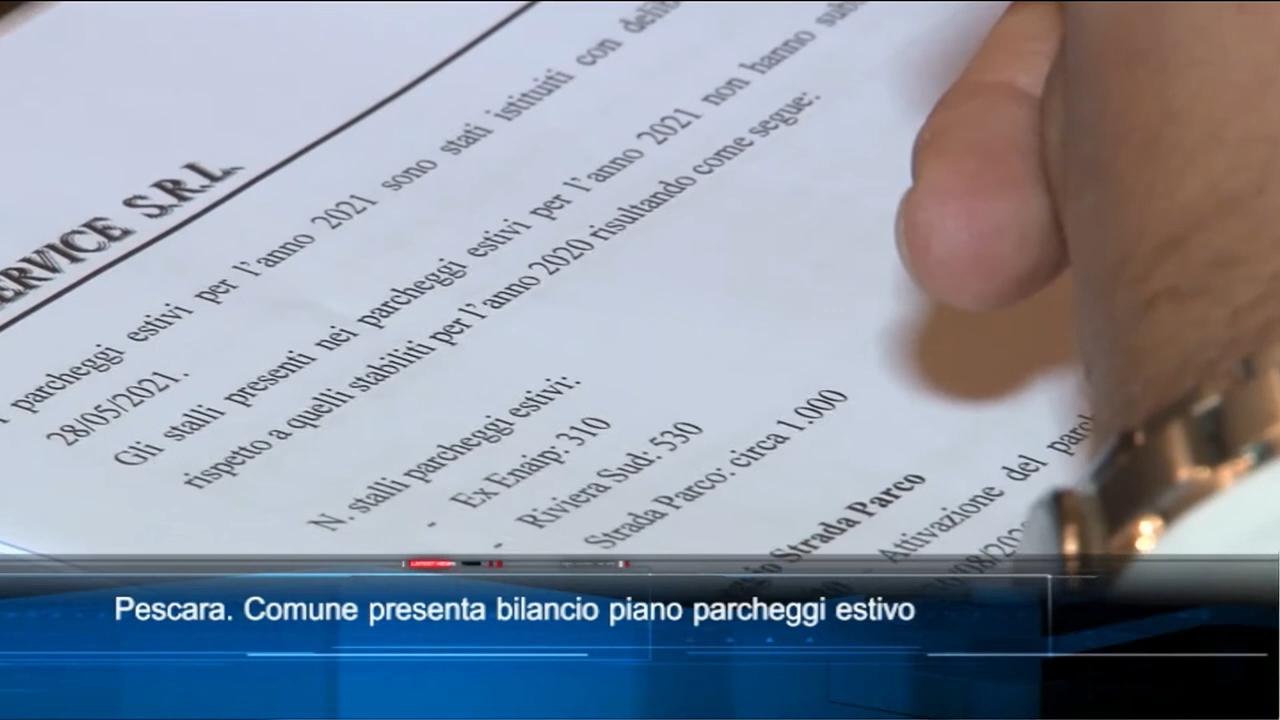 ERVICE S.R.L.
parcheggi estivi per l'anno 2021 sono stati istituiti con
28/05/2021.
Gli stalli presenti nei parcheggi estivi per l'anno 2021 non hanno
rispetto a quelli stabiliti per l'anno 2020 risultando come segue:
N. stalli parcheggi estivi:
- Ex Enaip: 310
- Riviera Sud: 530
Strada Parco: circa 1.000
Strada Parco
Attivazione del
LATEST NEWS
Pescara. Comune presenta bilancio piano parcheggi estivo